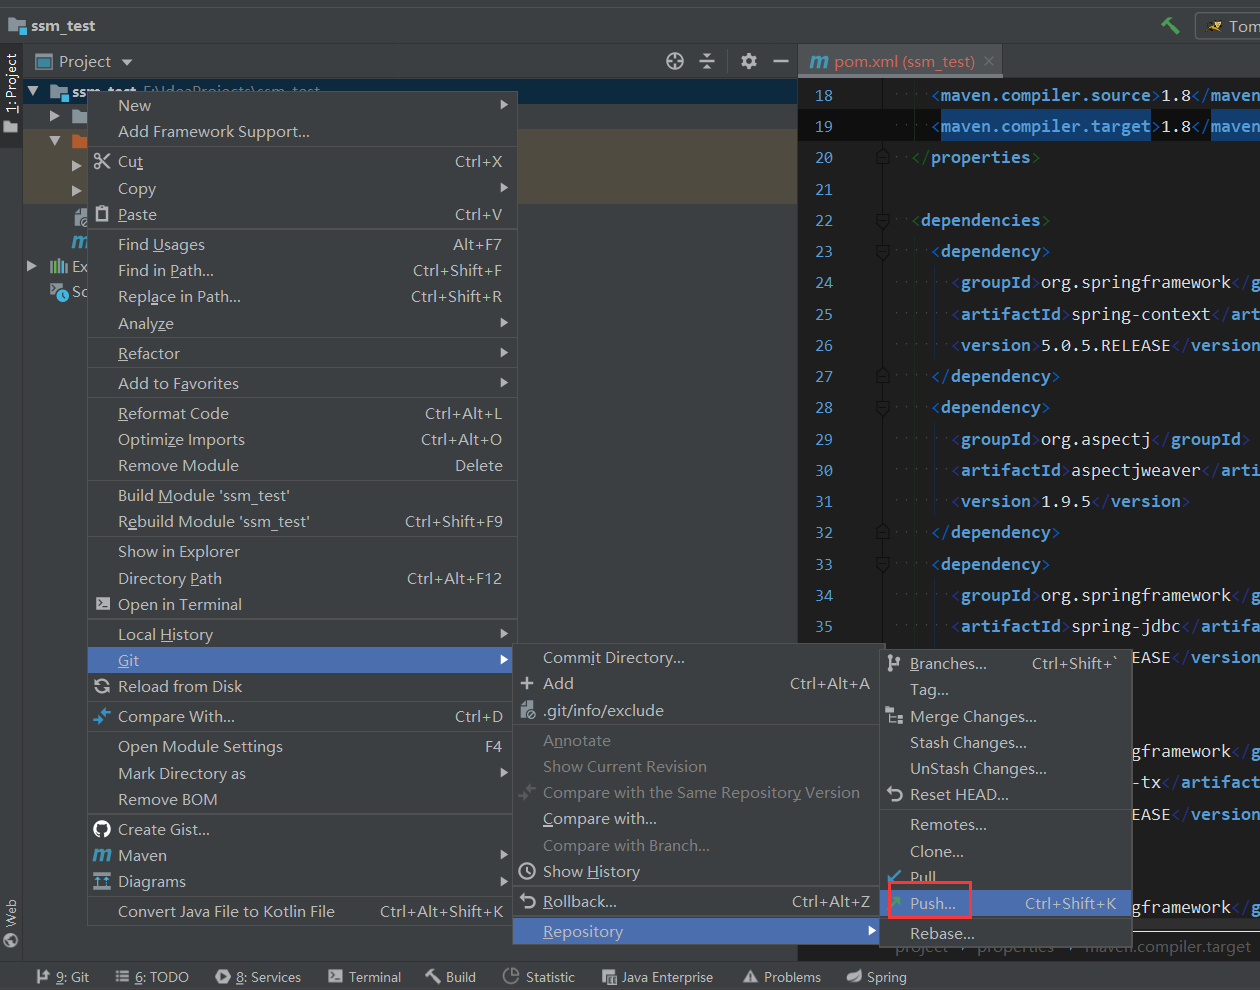 ssm_test
Tom
1: Project
Project
pom.xml (ssm_test)
ssm_test E:\IdeaProjects\ssm_test
New
Add Framework Support...
Cut Ctrl+X
Copy
Paste Ctrl+V
Find Usages Alt+F7
Find in Path... Ctrl+Shift+F
Replace in Path... Ctrl+Shift+R
Analyze
Refactor
Add to Favorites
Reformat Code Ctrl+Alt+L
Optimize Imports Ctrl+Alt+O
Remove Module Delete
Build Module 'ssm_test'
Rebuild Module 'ssm_test' Ctrl+Shift+F9
Show in Explorer
Directory Path Ctrl+Alt+F12
Open in Terminal
Local History
Git
Reload from Disk
Compare With... Ctrl+D
Open Module Settings F4
Mark Directory as
Remove BOM
Create Gist...
Maven
Diagrams
Convert Java File to Kotlin File Ctrl+Alt+Shift+K
Ex
Sc
Commit Directory...
Add Ctrl+Alt+A
.git/info/exclude
Annotate
Show Current Revision
Compare with the Same Repository Version
Compare with...
Compare with Branch...
Show History
Rollback... Ctrl+Alt+Z
Repository
Branches... Ctrl+Shift+`
Tag...
Merge Changes...
Stash Changes...
UnStash Changes...
Reset HEAD...
Remotes...
Clone...
Pull
Push... Ctrl+Shift+K
Rebase...
18 <maven.compiler.source>1.8</maven
19 <maven.compiler.target>1.8</maven
20 </properties>
21
22 <dependencies>
23 <dependency>
24 <groupId>org.springframework</g
25 <artifactId>spring-context</art
26 <version>5.0.5.RELEASE</version
27 </dependency>
28 <dependency>
29 <groupId>org.aspectj</groupId>
30 <artifactId>aspectjweaver</arti
31 <version>1.9.5</version>
32 </dependency>
33 <dependency>
34 <groupId>org.springframework</g
35 <artifactId>spring-jdbc</artifa
EASE</version
gframework</g
-tx</artifact
EASE</version
gframework</g
project properties maven.compiler.target
Web
9: Git
6: TODO
8: Services
Terminal
Build
Statistic
Java Enterprise
Problems
Spring